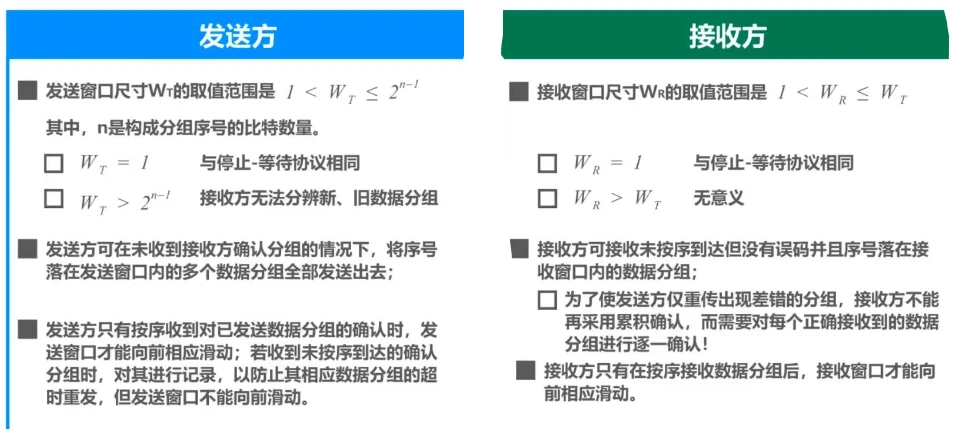 发送方
发送窗口尺寸WT的取值范围是 1 < W_T ≤ 2^{n-1}
其中，n是构成分组序号的比特数量。
W_T = 1 与停止-等待协议相同
W_T > 2^{n-1} 接收方无法分辨新、旧数据分组
发送方可在未收到接收方确认分组的情况下，将序号
落在发送窗口内的多个数据分组全部发送出去；
发送方只有按序收到对已发送数据分组的确认时，发
送窗口才能向前相应滑动；若收到未按序到达的确认
分组时，对其进行记录，以防止其相应数据分组的超
时重发，但发送窗口不能向前滑动。
接收方
接收窗口尺寸WR的取值范围是 1 < W_R ≤ W_T
W_R = 1 与停止-等待协议相同
W_R > W_T 无意义
接收方可接收未按序到达但没有误码并且序号落在接
收窗口内的数据分组；
为了使发送方仅重传出现差错的分组，接收方不能
再采用累积确认，而需要对每个正确接收到的数据
分组进行逐一确认！
接收方只有在按序接收数据分组后，接收窗口才能向
前相应滑动。